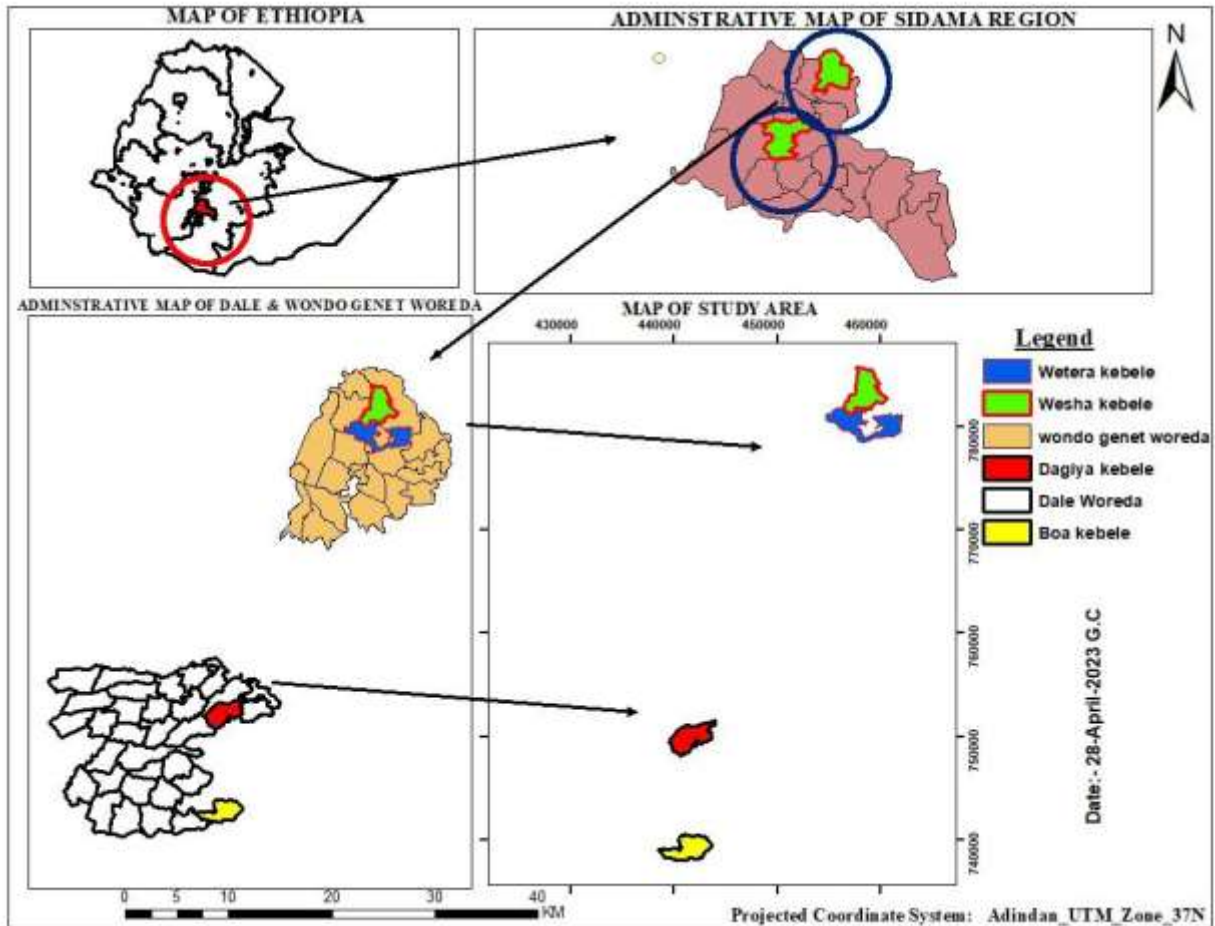 MAP OF ETHIOPIA
ADMINSTRATIVE MAP OF SIDAMA REGION
N
ADMINSTRATIVE MAP OF DALE & WONDO GENET WOREDA
MAP OF STUDY AREA
430000 440000 450000 460000
780000
770000
760000
750000
740000
Legend
Wetera kebele
Wesha kebele
wondo genet woreda
Dagiya kebele
Dale Woreda
Boa kebele
Date:- 28-April-2023 G.C
0 5 10 20 30 40
KM
Projected Coordinate System: Adindan_UTM_Zone_37N